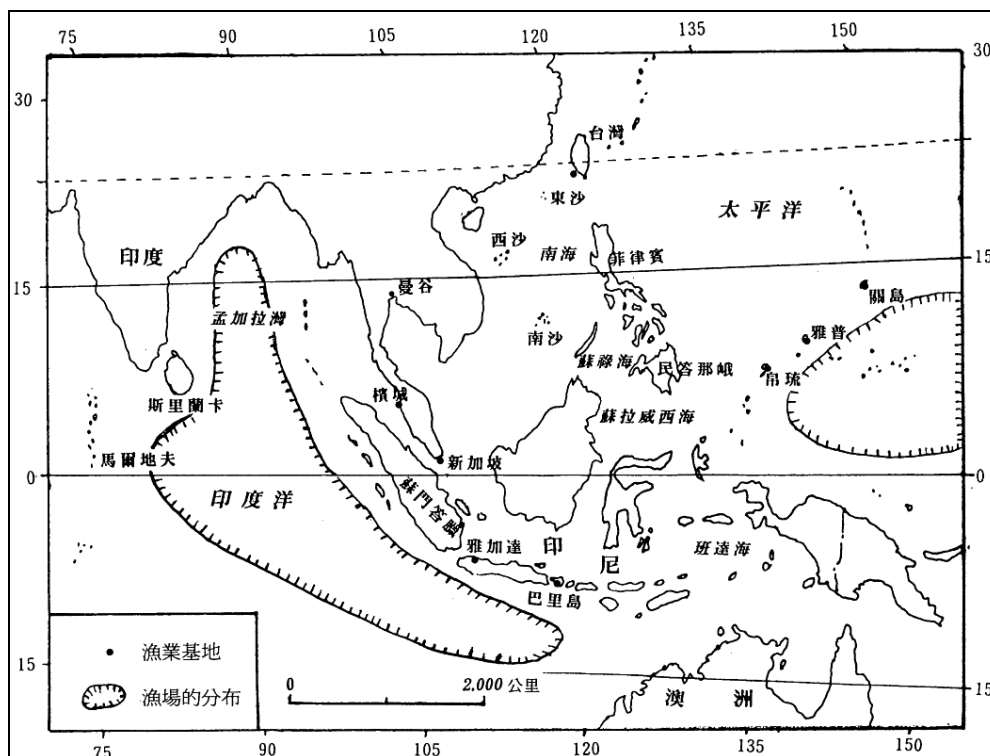 75 90 105 120 135 150
30 30
台灣
東沙
太平洋
印度
西沙
南海
菲律賓
15 15
曼谷
關島
孟加拉灣
南沙
雅普
蘇祿海
民答那峨
帛琉
斯里蘭卡
檳城
蘇拉威西海
馬爾地夫
新加坡
0 0
印度洋
蘇門答臘
雅加達
印尼
班達海
巴里島
漁業基地
漁場的分布
15 15
0 2,000公里
澳洲
75 90 105 120 135 150